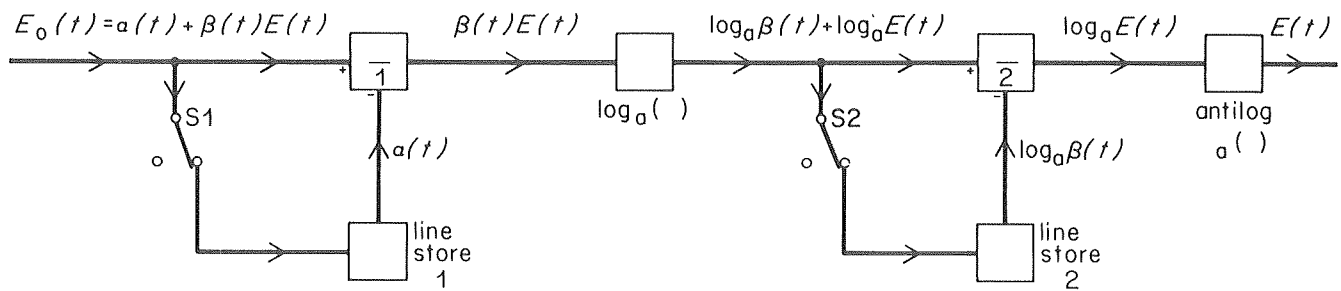 E₀(t) = α(t) + β(t)E(t)
β(t)E(t)
logₐβ(t) + logₐE(t)
logₐE(t)
E(t)
+
1
-
logₐ( )
+
2
-
antilog
ₐ( )
S1
α(t)
S2
logₐβ(t)
line
store
1
line
store
2